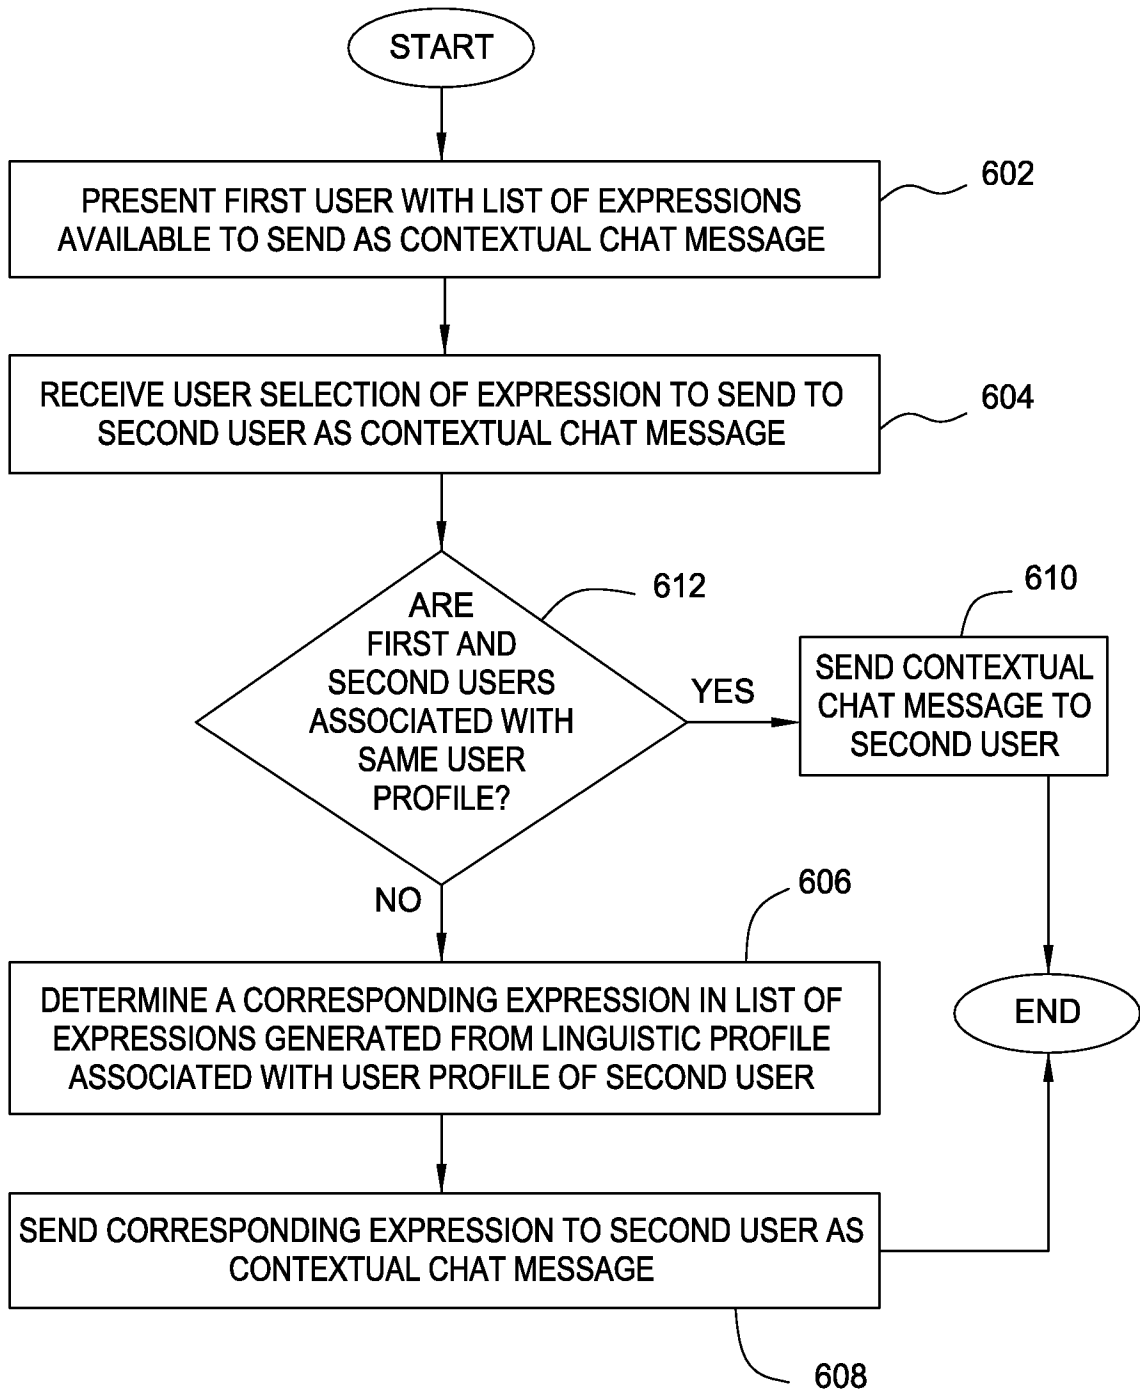 START
602
PRESENT FIRST USER WITH LIST OF EXPRESSIONS
AVAILABLE TO SEND AS CONTEXTUAL CHAT MESSAGE
604
RECEIVE USER SELECTION OF EXPRESSION TO SEND TO
SECOND USER AS CONTEXTUAL CHAT MESSAGE
612
ARE
FIRST AND
SECOND USERS
ASSOCIATED WITH
SAME USER
PROFILE?
YES
610
SEND CONTEXTUAL
CHAT MESSAGE TO
SECOND USER
NO
606
DETERMINE A CORRESPONDING EXPRESSION IN LIST OF
EXPRESSIONS GENERATED FROM LINGUISTIC PROFILE
ASSOCIATED WITH USER PROFILE OF SECOND USER
END
SEND CORRESPONDING EXPRESSION TO SECOND USER AS
CONTEXTUAL CHAT MESSAGE
608